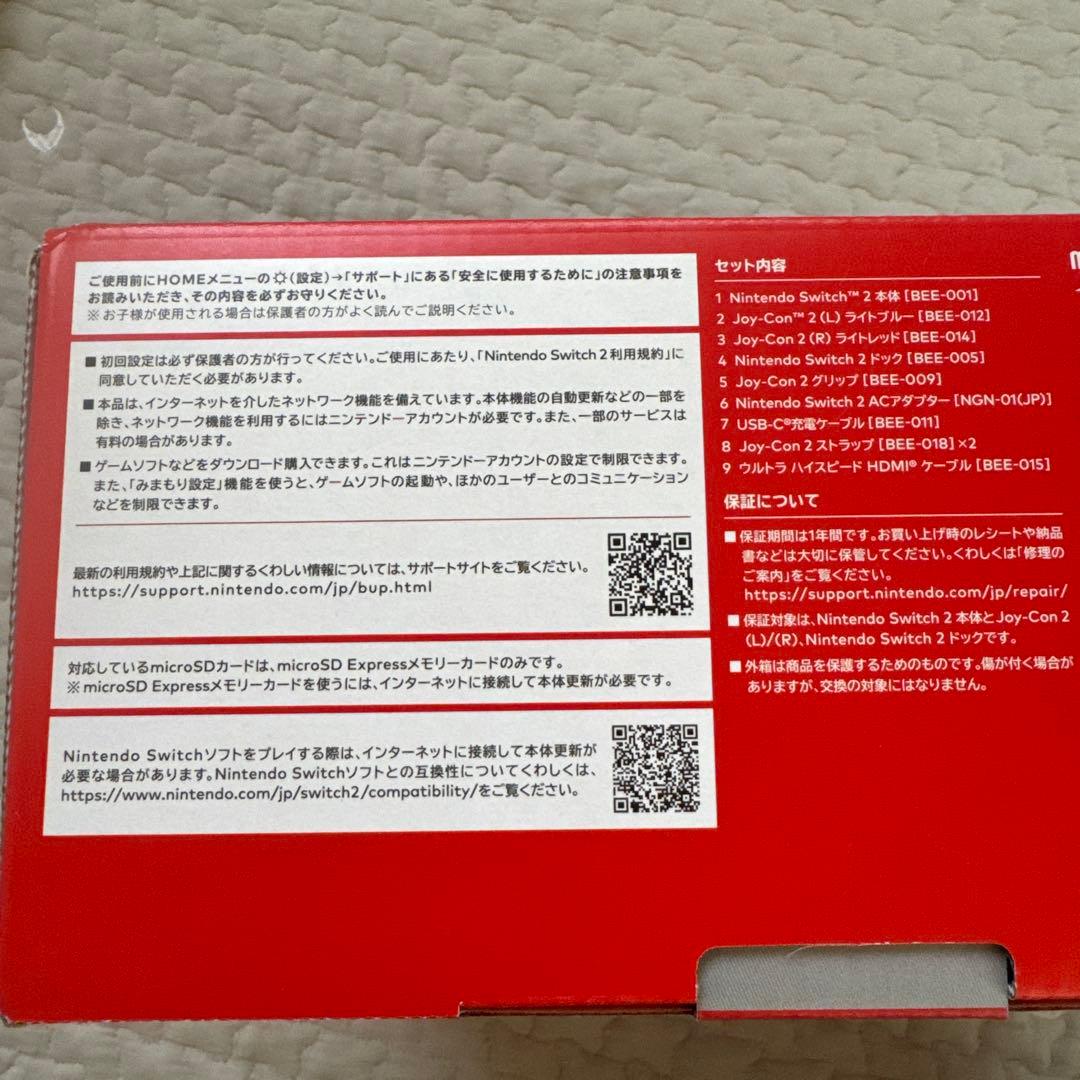 ご使用前にHOMEメニューの(設定)→「サポート」にある「安全に使用するために」の注意事項を
お読みいただき、その内容を必ずお守りください。
※お子様が使用される場合は保護者の方がよく読んでご説明ください。
■初回設定は必ず保護者の方が行ってください。ご使用にあたり、「Nintendo Switch 2 利用規約」に
同意していただく必要があります。
■本品は、インターネットを介したネットワーク機能を備えています。本体機能の自動更新などの一部を
除き、ネットワーク機能を利用するにはニンテンドーアカウントが必要です。また、一部のサービスは
有料の場合があります。
■ゲームソフトなどをダウンロード購入できます。これはニンテンドーアカウントの設定で制限できます。
また、「みまもり設定」機能を使うと、ゲームソフトの起動や、ほかのユーザーとのコミュニケーション
などを制限できます。
最新の利用規約や上記に関するくわしい情報については、サポートサイトをご覧ください。
https://support.nintendo.com/jp/bup.html
対応しているmicroSDカードは、microSD Expressメモリーカードのみです。
※microSD Expressメモリーカードを使うには、インターネットに接続して本体更新が必要です。
Nintendo Switchソフトをプレイする際は、インターネットに接続して本体更新が
必要な場合があります。Nintendo Switchソフトとの互換性についてくわしくは、
https://www.nintendo.com/jp/switch2/compatibility/をご覧ください。
セット内容
1 Nintendo Switch™ 2 本体 [BEE-001]
2 Joy-Con™ 2 (L) ライトブルー [BEE-012]
3 Joy-Con 2 (R) ライトレッド [BEE-014]
4 Nintendo Switch 2 ドック [BEE-005]
5 Joy-Con 2 グリップ [BEE-009]
6 Nintendo Switch 2 ACアダプター [NGN-01(JP)]
7 USB-C®充電ケーブル [BEE-011]
8 Joy-Con 2 ストラップ [BEE-018]×2
9 ウルトラ ハイスピード HDMI® ケーブル [BEE-015]
保証について
■保証期間は1年間です。お買い上げ時のレシートや納品
書などは大切に保管してください。くわしくは「修理の
ご案内」をご覧ください。
https://support.nintendo.com/jp/repair/
■保証対象は、Nintendo Switch 2 本体とJoy-Con 2
(L)/(R)、Nintendo Switch 2 ドックです。
■外箱は商品を保護するためのものです。傷が付く場合が
ありますが、交換の対象にはなりません。